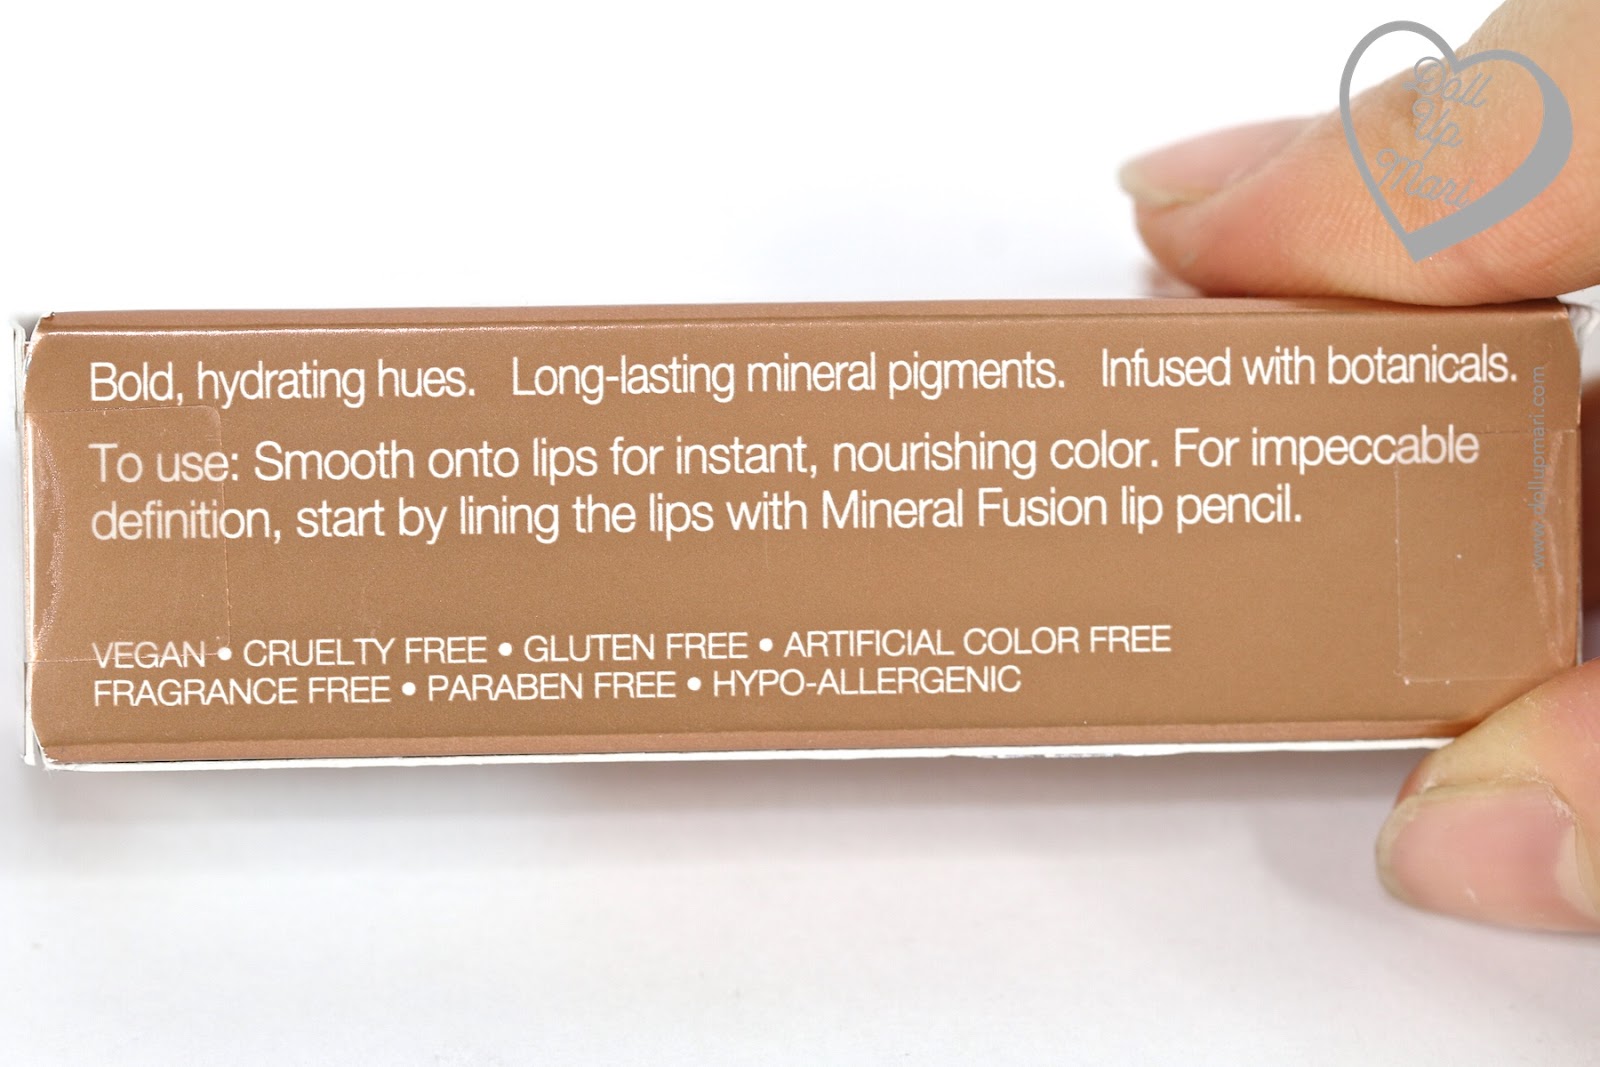 Doll
Up
Mari
Bold, hydrating hues. Long-lasting mineral pigments. Infused with botanicals.
To use: Smooth onto lips for instant, nourishing color. For impeccable
definition, start by lining the lips with Mineral Fusion lip pencil.
VEGAN • CRUELTY FREE • GLUTEN FREE • ARTIFICIAL COLOR FREE
FRAGRANCE FREE • PARABEN FREE • HYPO-ALLERGENIC
www.dollupmari.com